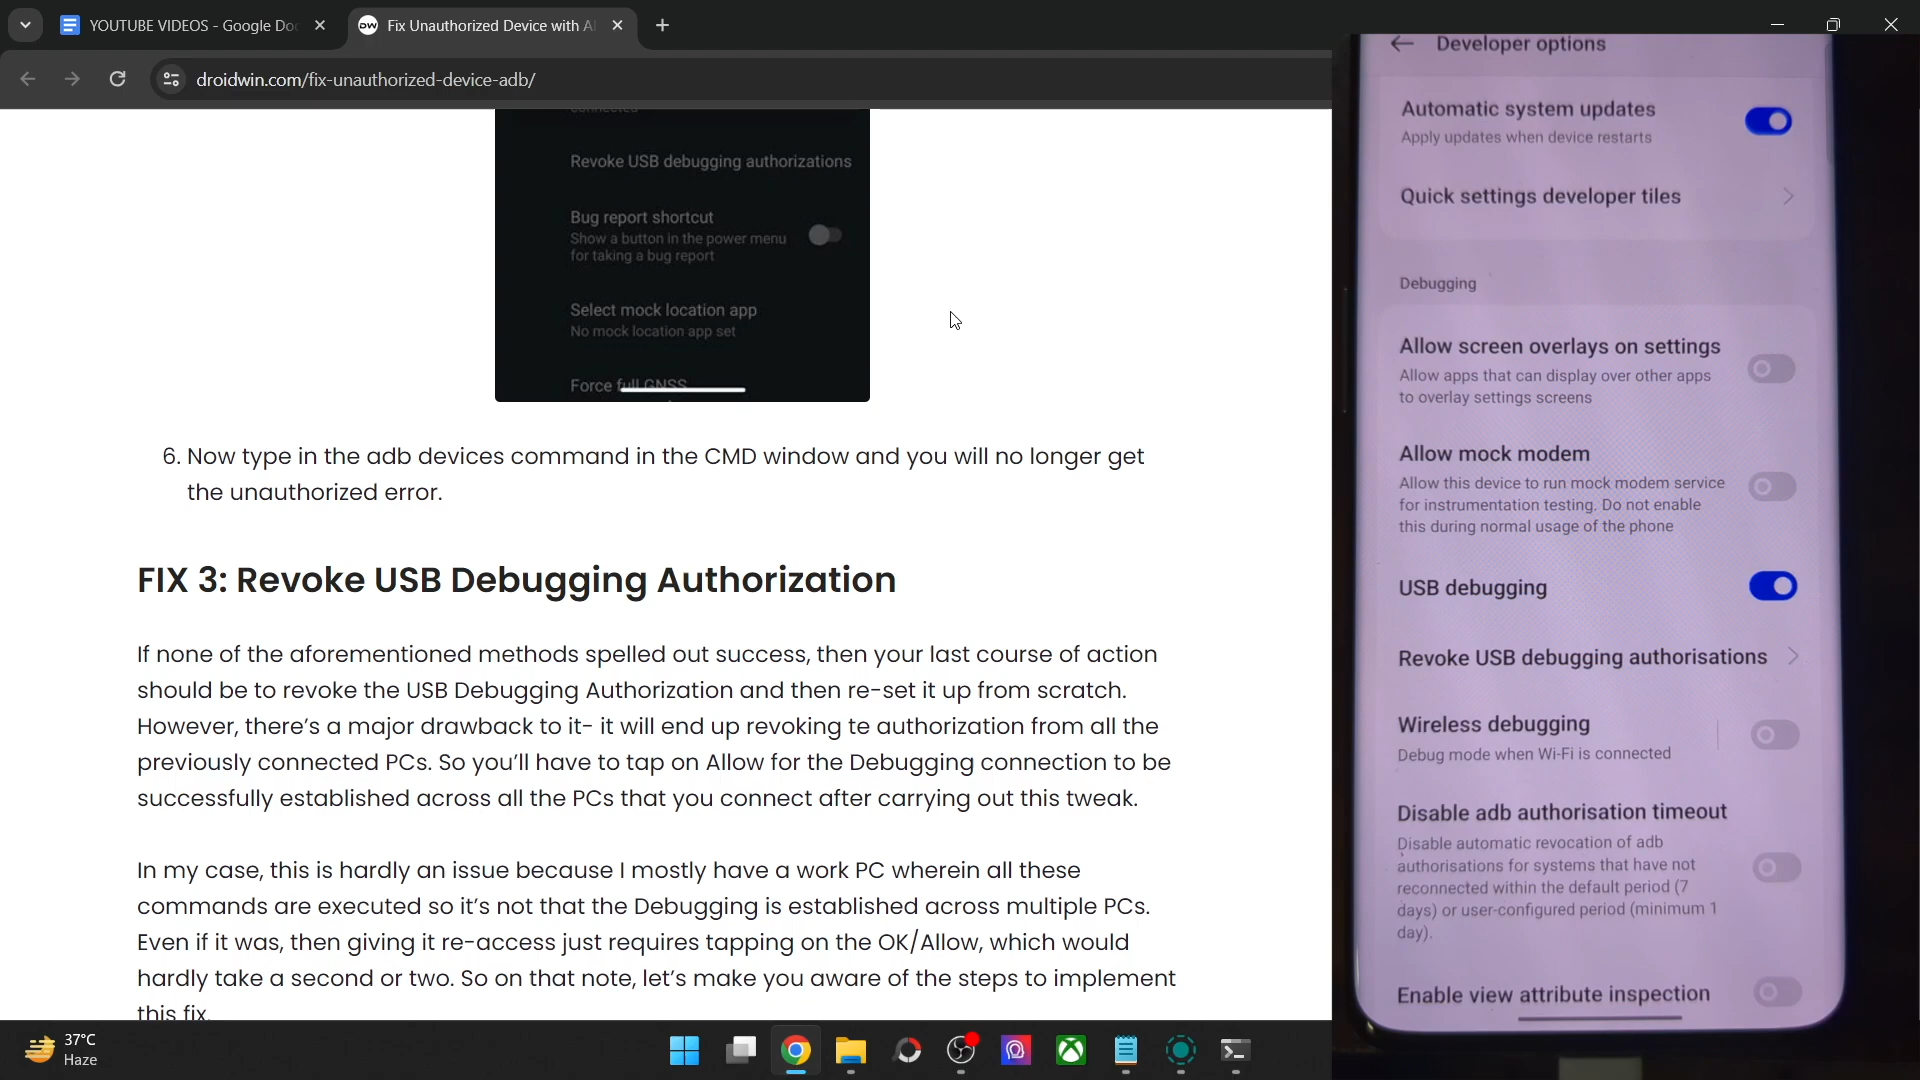 YOUTUBE VIDEOS - Google Do
Fix Unauthorized Device with A
droidwin.com/fix-unauthorized-device-adb/
connected
Revoke USB debugging authorizations
Bug report shortcut
Show a button in the power menu
for taking a bug report
Select mock location app
No mock location app set
Force full GNSS
6. Now type in the adb devices command in the CMD window and you will no longer get
the unauthorized error.
FIX 3: Revoke USB Debugging Authorization
If none of the aforementioned methods spelled out success, then your last course of action
should be to revoke the USB Debugging Authorization and then re-set it up from scratch.
However, there's a major drawback to it- it will end up revoking te authorization from all the
previously connected PCs. So you'll have to tap on Allow for the Debugging connection to be
successfully established across all the PCs that you connect after carrying out this tweak.
In my case, this is hardly an issue because I mostly have a work PC wherein all these
commands are executed so it's not that the Debugging is established across multiple PCs.
Even if it was, then giving it re-access just requires tapping on the OK/Allow, which would
hardly take a second or two. So on that note, let's make you aware of the steps to implement
this fix.
37°C
Haze
Developer options
Automatic system updates
Apply updates when device restarts
Quick settings developer tiles
Debugging
Allow screen overlays on settings
Allow apps that can display over other apps
to overlay settings screens
Allow mock modem
Allow this device to run mock modem service
for instrumentation testing. Do not enable
this during normal usage of the phone
USB debugging
Revoke USB debugging authorisations
Wireless debugging
Debug mode when Wi-Fi is connected
Disable adb authorisation timeout
Disable automatic revocation of adb
authorisations for systems that have not
reconnected within the default period (7
days) or user-configured period (minimum 1
day).
Enable view attribute inspection